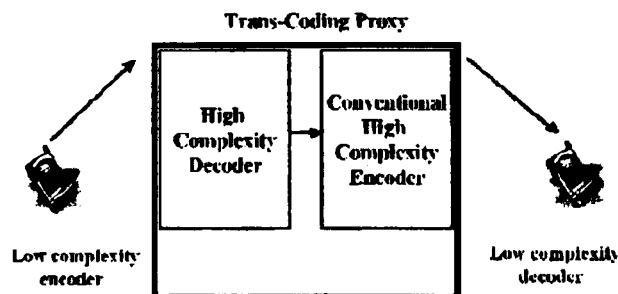 Trans-Coding Proxy
High
Complexity
Decoder
Conventional
High
Complexity
Encoder
Low complexity
encoder
Low complexity
decoder